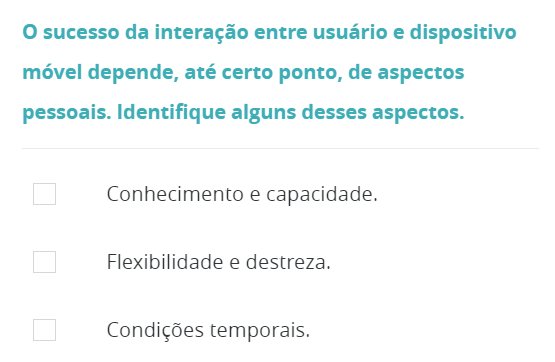 O sucesso da interação entre usuário e dispositivo
móvel depende, até certo ponto, de aspectos
pessoais. Identifique alguns desses aspectos.
Conhecimento e capacidade.
Flexibilidade e destreza.
Condições temporais.